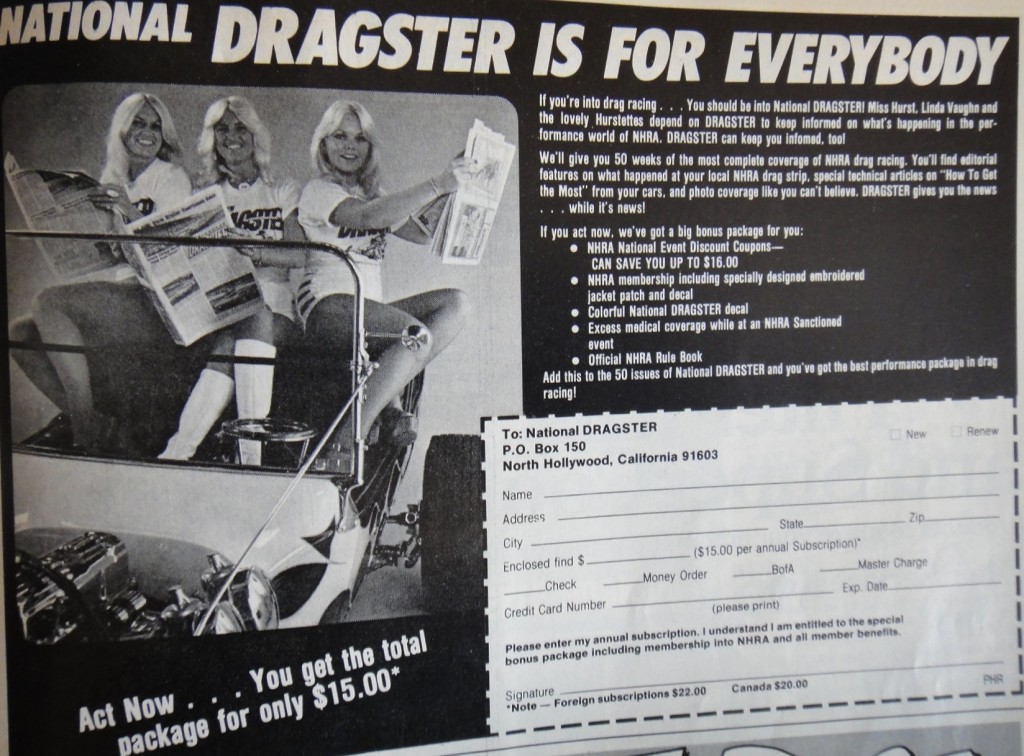 NATIONAL DRAGSTER IS FOR EVERYBODY
If you're into drag racing . . . You should be into National DRAGSTER! Miss Hurst, Linda Vaughn and
the lovely Hurstettes depend on DRAGSTER to keep informed on what's happening in the per-
formance world of NHRA. DRAGSTER can keep you infomed, too!
We'll give you 50 weeks of the most complete coverage of NHRA drag racing. You'll find editorial
features on what happened at your local NHRA drag strip, special technical articles on "How To Get
the Most" from your cars, and photo coverage like you can't believe. DRAGSTER gives you the news
. . . while it's news!
If you act now, we've got a big bonus package for you:
● NHRA National Event Discount Coupons—
CAN SAVE YOU UP TO $16.00
● NHRA membership including specially designed embroidered
jacket patch and decal
● Colorful National DRAGSTER decal
● Excess medical coverage while at an NHRA Sanctioned
event
● Official NHRA Rule Book
Add this to the 50 issues of National DRAGSTER and you've got the best performance package in drag
racing!
To: National DRAGSTER
P.O. Box 150
North Hollywood, California 91603
New Renew
Name
Address
City State Zip
Enclosed find $ ($15.00 per annual Subscription)*
Check Money Order BofA Master Charge
Credit Card Number Exp. Date
(please print)
Please enter my annual subscription. I understand I am entitled to the special
bonus package including membership into NHRA and all member benefits.
Signature
*Note — Foreign subscriptions $22.00 Canada $20.00
PHR
Act Now . . . You get the total
package for only $15.00*